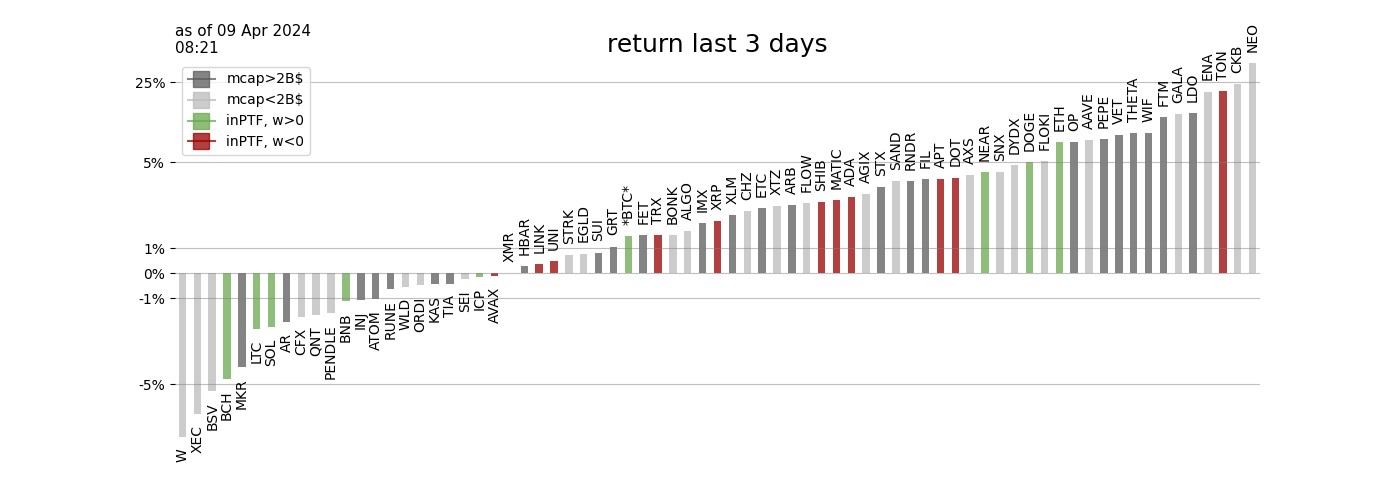 as of 09 Apr 2024
08:21
return last 3 days
mcap>2B$
mcap<2B$
inPTF, w>0
inPTF, w<0
25%
5%
1%
0%
-1%
-5%
W
XEC
BSV
BCH
MKR
LTC
SOL
AR
CFX
QNT
PENDLE
BNB
INJ
ATOM
RUNE
WLD
ORDI
KAS
TIA
SEI
ICP
AVAX
XMR
HBAR
LINK
UNI
STRK
EGLD
SUI
GRT
*BTC*
FET
TRX
BONK
ALGO
IMX
XRP
XLM
CHZ
ETC
XTZ
ARB
FLOW
SHIB
MATIC
ADA
AGIX
STX
SAND
RNDR
FIL
APT
DOT
AXS
NEAR
SNX
DYDX
DOGE
FLOKI
ETH
OP
AAVE
PEPE
VET
THETA
WIF
FTM
GALA
LDO
ENA
TON
CKB
NEO